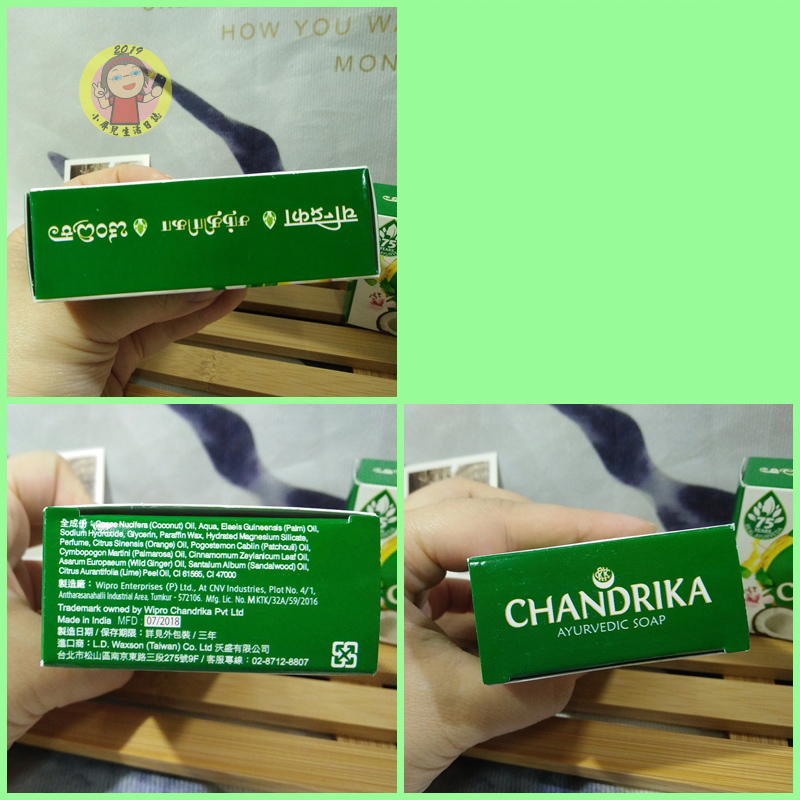 HOW YOU
MON
2019
小屏兒生活日誌
चन्द्रिका சந்திரிகா ചന്ദ്രിക
75
全成份：Cocos Nucifera (Coconut) Oil, Aqua, Elaeis Guineensis (Palm) Oil,
Sodium Hydroxide, Glycerin, Paraffin Wax, Hydrated Magnesium Silicate,
Perfume, Citrus Sinensis (Orange) Oil, Pogostemon Cablin (Patchouli) Oil,
Cymbopogon Martini (Palmarosa) Oil, Cinnamomum Zeylanicum Leaf Oil,
Asarum Europaeum (Wild Ginger) Oil, Santalum Album (Sandalwood) Oil,
Citrus Aurantifolia (Lime) Peel Oil, CI 61565, CI 47000
製造廠：Wipro Enterprises (P) Ltd., At CNV Industries, Plot No. 4/1,
Antharasanahalli Industrial Area, Tumkur - 572106. Mfg. Lic. No. MKTK/32A/59/2016
Trademark owned by Wipro Chandrika Pvt Ltd
Made in India MFD : 07/2018
製造日期 / 保存期限：詳見外包裝 / 三年
進口商：L.D. Waxson (Taiwan) Co. Ltd 沃盛有限公司
台北市松山區南京東路三段275號9F / 客服專線：02-8712-8807
75
CHANDRIKA
AYURVEDIC SOAP
75